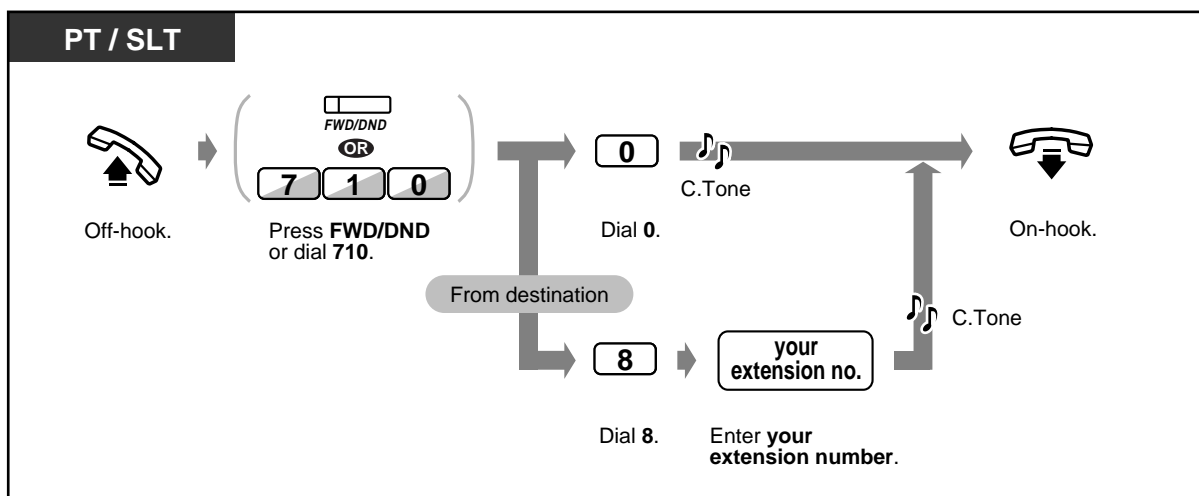 PT / SLT
FWD/DND
OR
7 1 0
0
C.Tone
Off-hook.
Press FWD/DND
or dial 710.
Dial 0.
On-hook.
From destination
C.Tone
8
your
extension no.
Dial 8.
Enter your
extension number.